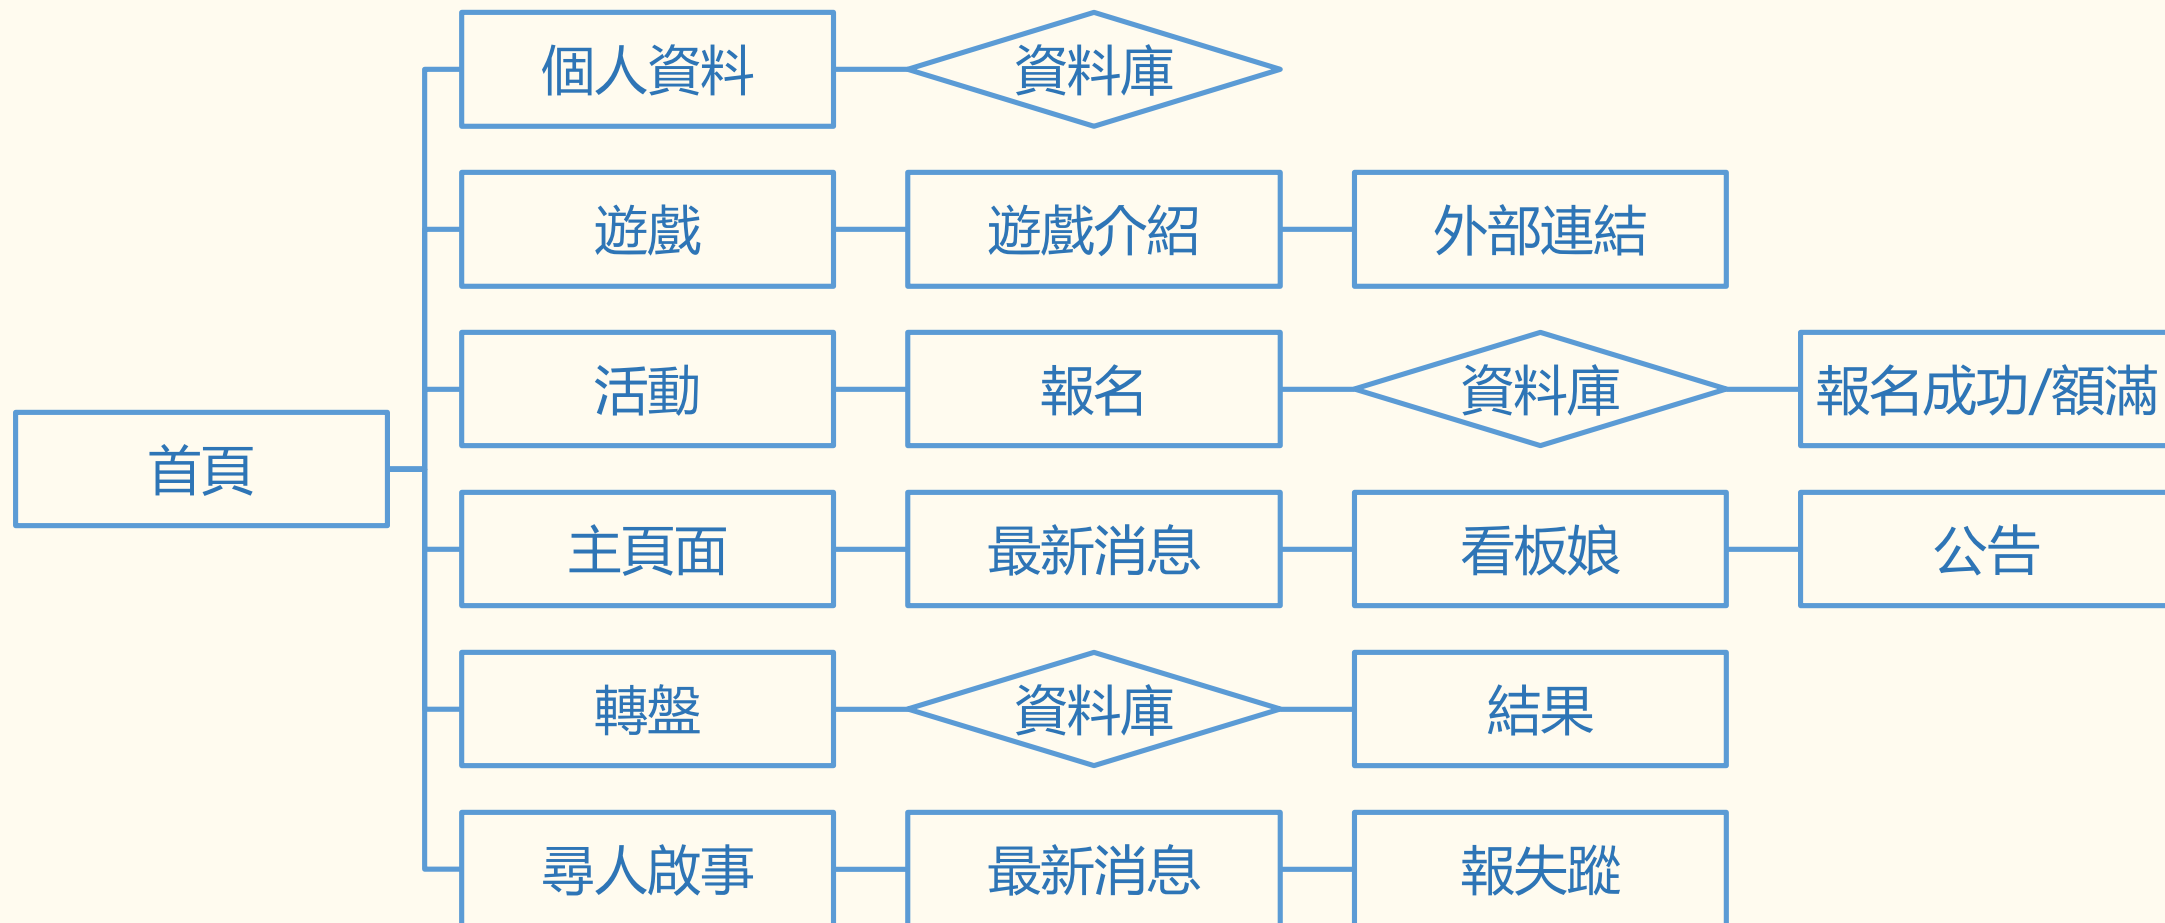 個人資料
資料庫
遊戲
遊戲介紹
外部連結
活動
報名
資料庫
報名成功/額滿
首頁
主頁面
最新消息
看板娘
公告
轉盤
資料庫
結果
尋人啟事
最新消息
報失蹤